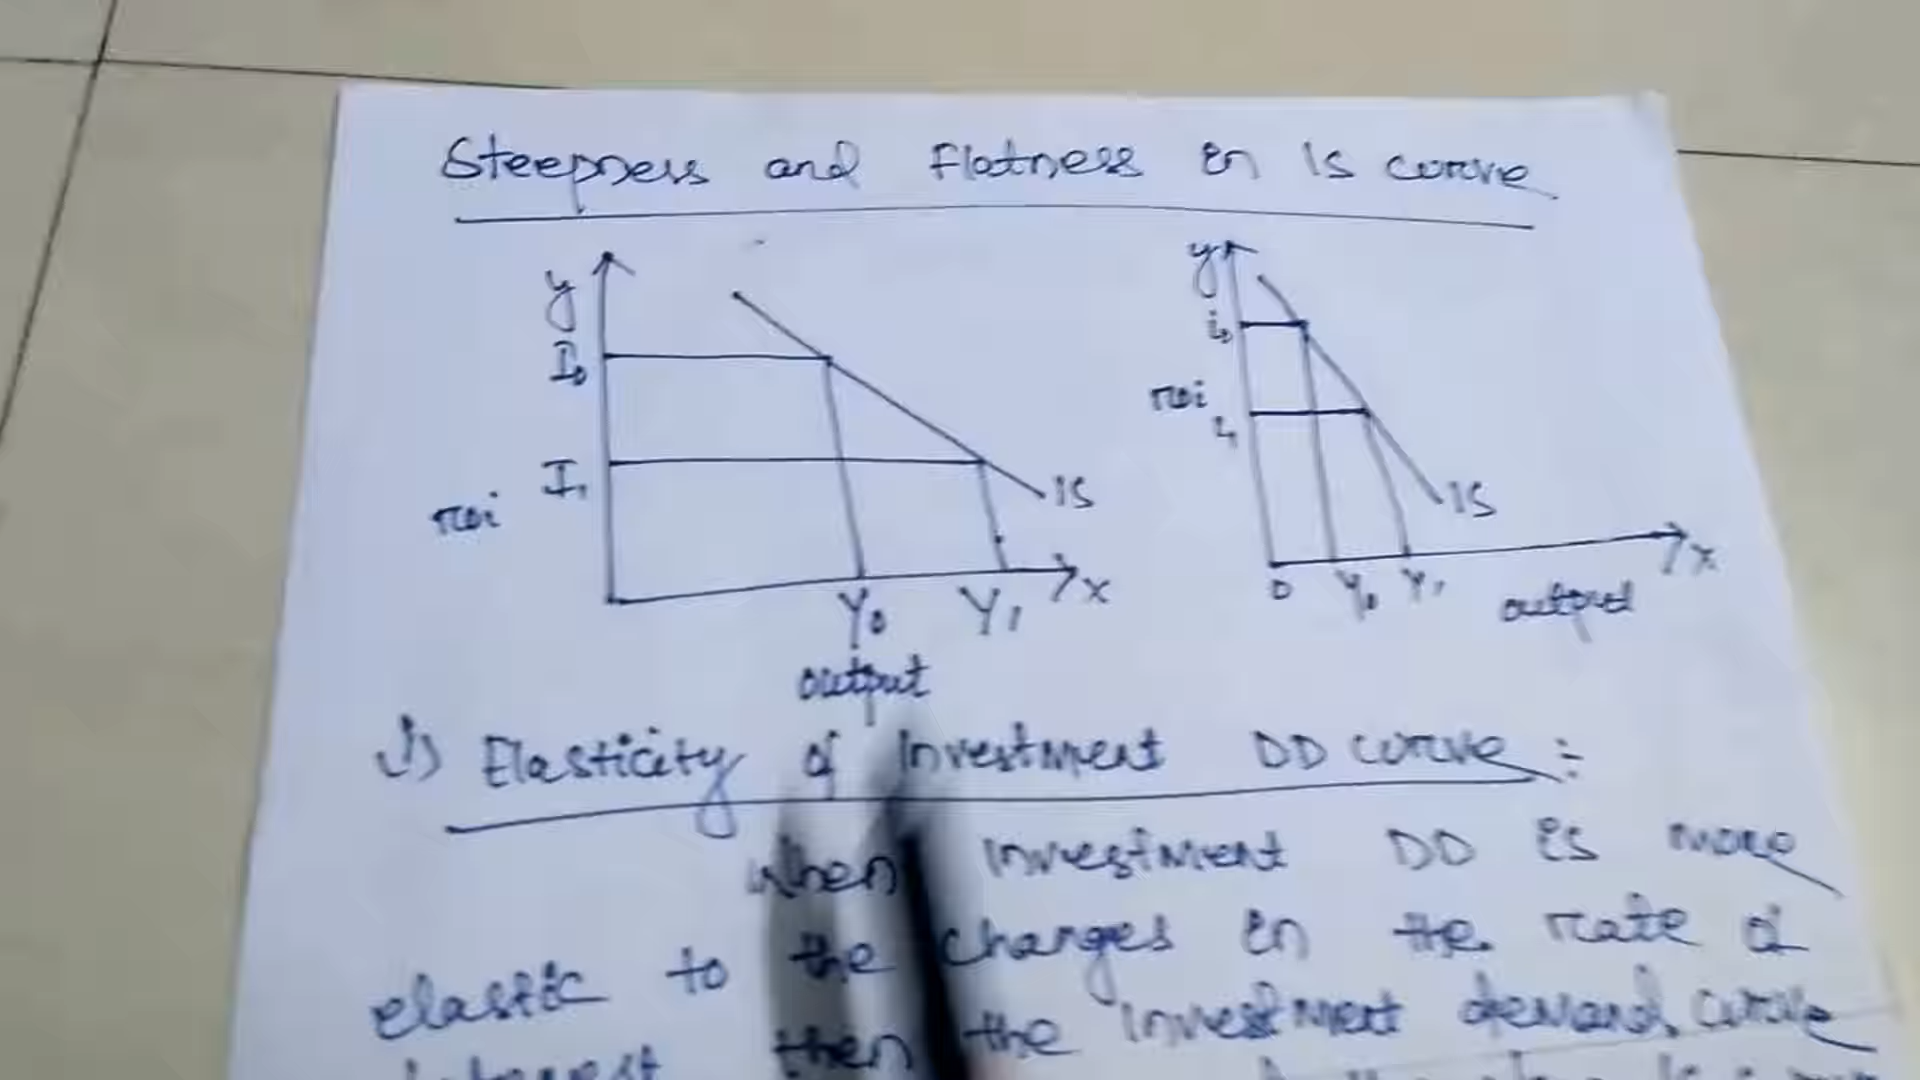 Steepness and Flatness in IS curve
y
I₀
I₁
roi
IS
Y₀ Y₁ x
output
y
i₀
roi
i₁
IS
0 Y₀ Y₁ x
output
1) Elasticity of Investment DD curve :-
When investment DD is more
elastic to the changes in the rate of
interest then the investment demand curve